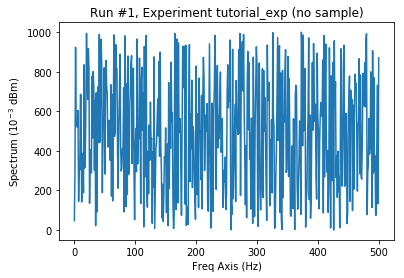 Run #1, Experiment tutorial_exp (no sample)
Spectrum (10⁻³ dBm)
1000
800
600
400
200
0
0 100 200 300 400 500
Freq Axis (Hz)